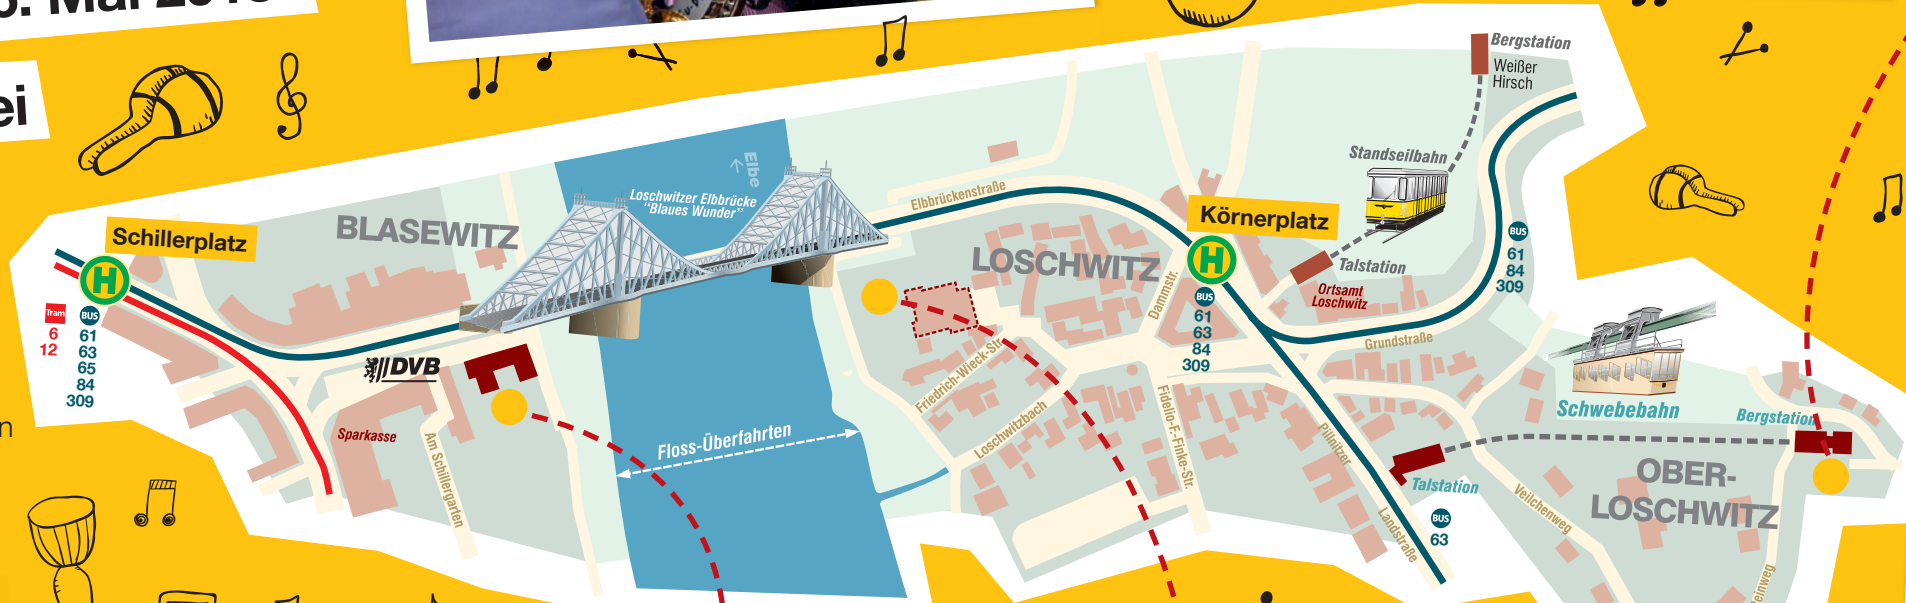 ei
n
Schillerplatz
H
Tram
6
12
BUS
61
63
65
84
309
BLASEWITZ
DVB
Sparkasse
Am Schillergarten
Elbe
Loschwitzer Elbbrücke
"Blaues Wunder"
Floss-Überfahrten
Elbbrückenstraße
LOSCHWITZ
Dammstr.
Friedrich-Wieck-Str.
Loschwitzbach
Fidelio-F.-Finke-Str.
Körnerplatz
H
BUS
61
63
84
309
Bergstation
Weißer
Hirsch
Standseilbahn
Talstation
Ortsamt
Loschwitz
BUS
61
84
309
Grundstraße
Schwebebahn
Bergstation
Talstation
Pillnitzer
Landstraße
BUS
63
Veilchenweg
OBER-
LOSCHWITZ